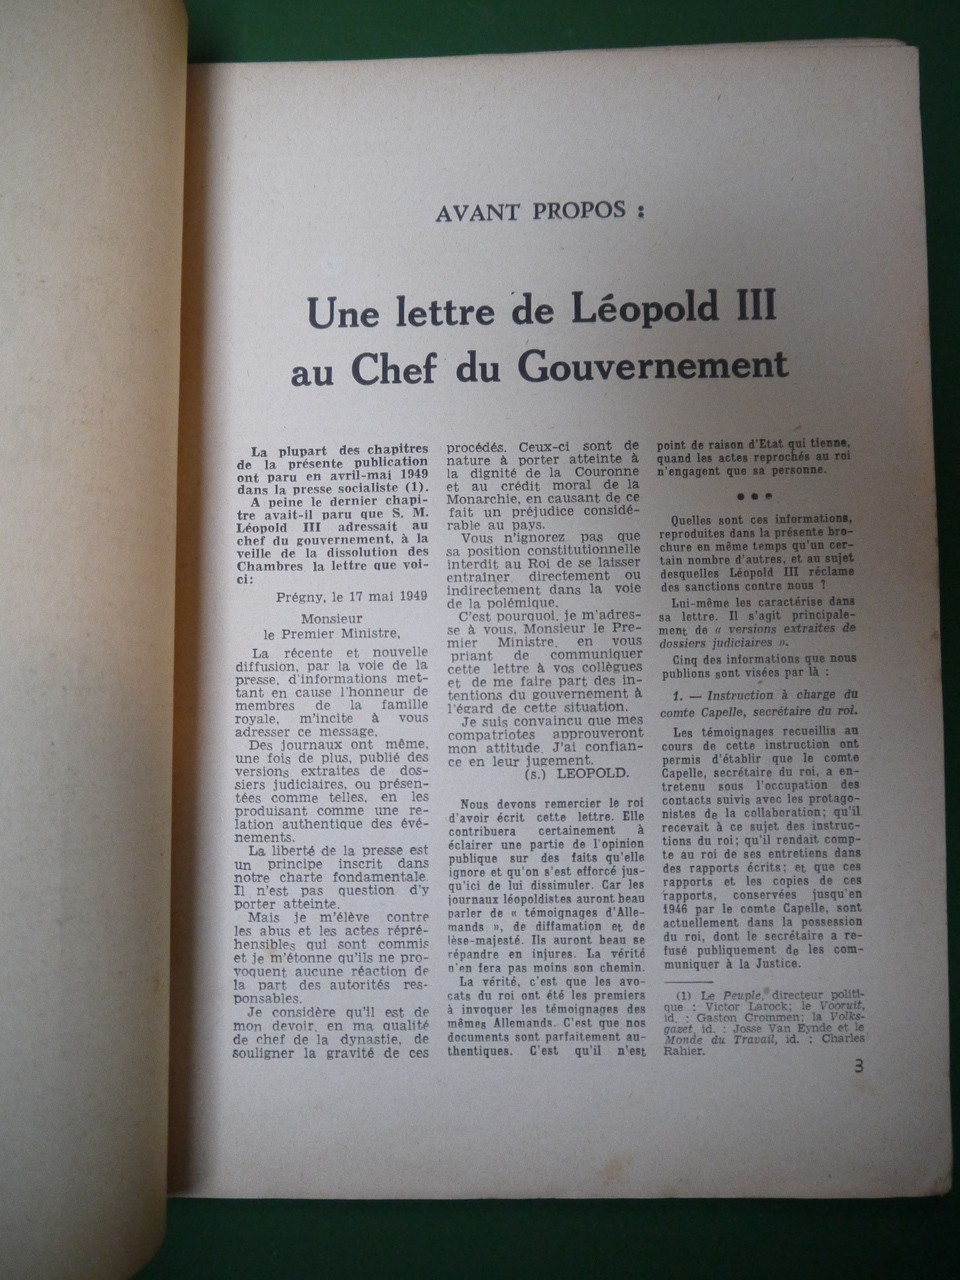 AVANT PROPOS :
Une lettre de Léopold III
au Chef du Gouvernement
La plupart des chapitres
de la présente publication
ont paru en avril-mai 1949
dans la presse socialiste (1).
A peine le dernier chapi-
tre avait-il paru que S. M.
Léopold III adressait au
chef du gouvernement, à la
veille de la dissolution des
Chambres la lettre que voi-
ci:
Prégny, le 17 mai 1949
Monsieur
le Premier Ministre,
La récente et nouvelle
diffusion, par la voie de la
presse, d'informations met-
tant en cause l'honneur de
membres de la famille
royale, m'incite à vous
adresser ce message.
Des journaux ont même,
une fois de plus, publié des
versions extraites de dos-
siers judiciaires, ou présen-
tées comme telles, en les
produisant comme une re-
lation authentique des évé-
nements.
La liberté de la presse est
un principe inscrit dans
notre charte fondamentale.
Il n'est pas question d'y
porter atteinte.
Mais je m'élève contre
les abus et les actes répré-
hensibles qui sont commis
et je m'étonne qu'ils ne pro-
voquent aucune réaction de
la part des autorités res-
ponsables.
Je considère qu'il est de
mon devoir, en ma qualité
de chef de la dynastie, de
souligner la gravité de ces
procédés. Ceux-ci sont de
nature à porter atteinte à
la dignité de la Couronne
et au crédit moral de la
Monarchie, en causant de ce
fait un préjudice considé-
rable au pays.
Vous n'ignorez pas que
sa position constitutionnelle
interdit au Roi de se laisser
entraîner directement ou
indirectement dans la voie
de la polémique.
C'est pourquoi, je m'adres-
se à vous, Monsieur le Pre-
mier Ministre, en vous
priant de communiquer
cette lettre à vos collègues
et de me faire part des in-
tentions du gouvernement à
l'égard de cette situation.
Je suis convaincu que mes
compatriotes approuveront
mon attitude. J'ai confian-
ce en leur jugement.
(s.) LEOPOLD.
Nous devons remercier le roi
d'avoir écrit cette lettre. Elle
contribuera certainement à
éclairer une partie de l'opinion
publique sur des faits qu'elle
ignore et qu'on s'est efforcé jus-
qu'ici de lui dissimuler. Car les
journaux léopoldistes auront beau
parler de « témoignages d'Alle-
mands », de diffamation et de
lèse-majesté. Ils auront beau se
répandre en injures. La vérité
n'en fera pas moins son chemin.
La vérité, c'est que les avo-
cats du roi ont été les premiers
à invoquer les témoignages des
mêmes Allemands. C'est que nos
documents sont parfaitement au-
thentiques. C'est qu'il n'est
point de raison d'Etat qui tienne,
quand les actes reprochés au roi
n'engagent que sa personne.
● ● ●
Quelles sont ces informations,
reproduites dans la présente bro-
chure en même temps qu'un cer-
tain nombre d'autres, et au sujet
desquelles Léopold III réclame
des sanctions contre nous ?
Lui-même les caractérise dans
sa lettre. Il s'agit principale-
ment de « versions extraites de
dossiers judiciaires ».
Cinq des informations que nous
publions sont visées par là :
1. — Instruction à charge du
comte Capelle, secrétaire du roi.
Les témoignages recueillis au
cours de cette instruction ont
permis d'établir que le comte
Capelle, secrétaire du roi, a en-
tretenu sous l'occupation des
contacts suivis avec les protago-
nistes de la collaboration; qu'il
recevait à ce sujet des instruc-
tions du roi; qu'il rendait comp-
te au roi de ses entretiens dans
des rapports écrits; et que ces
rapports et les copies de ces
rapports, conservées jusqu'en
1946 par le comte Capelle, sont
actuellement dans la possession
du roi, dont le secrétaire a re-
fusé publiquement de les com-
muniquer à la Justice.
(1) Le Peuple, directeur politi-
que : Victor Larock; le Vooruit,
id. : Gaston Crommen; la Volks-
gazet, id. : Josse Van Eynde et le
Monde du Travail, id. : Charles
Rahier.
3